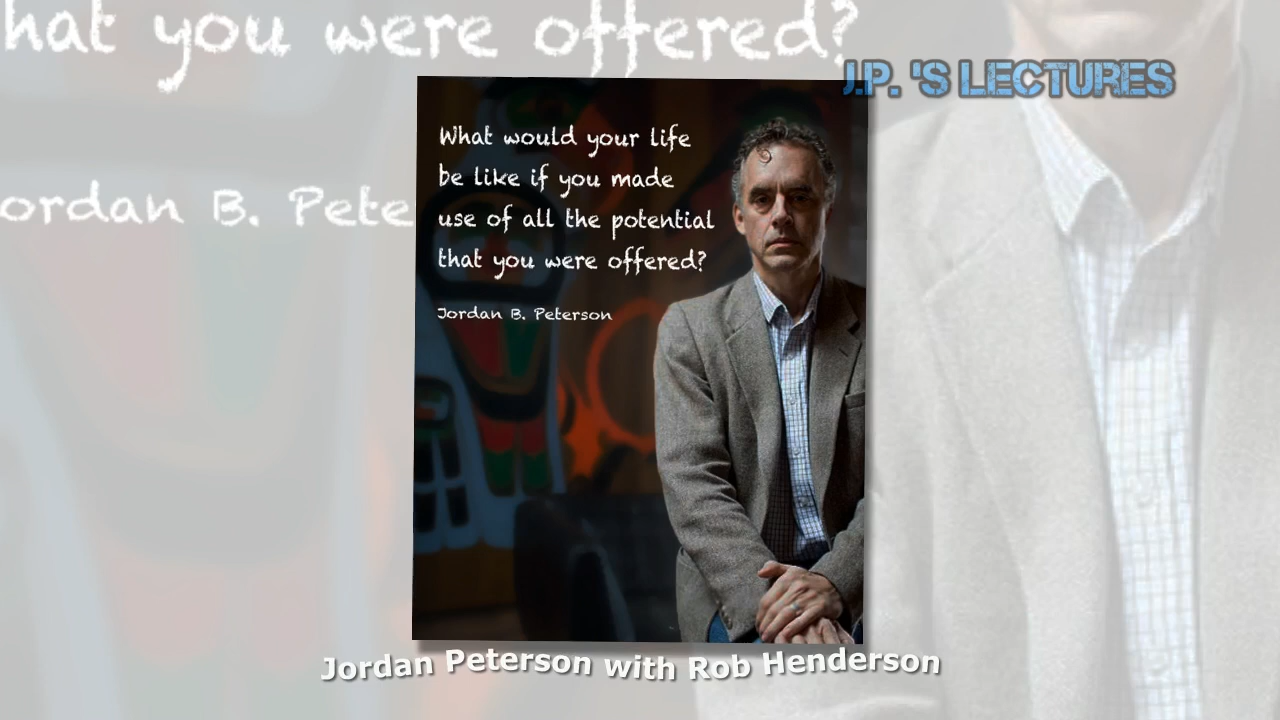 hat you were offered?
J.P. 'S LECTURES
What would your life
be like if you made
use of all the potential
that you were offered?
Jordan B. Peterson
ordan B. Pete
Jordan Peterson with Rob Henderson